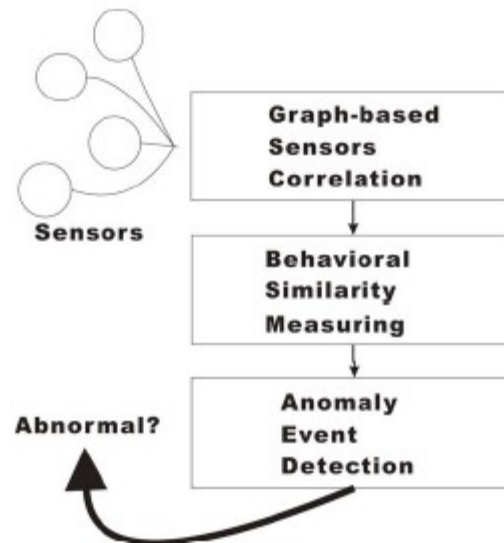 Graph-based
Sensors
Correlation
Sensors
Behavioral
Similarity
Measuring
Anomaly
Event
Detection
Abnormal?